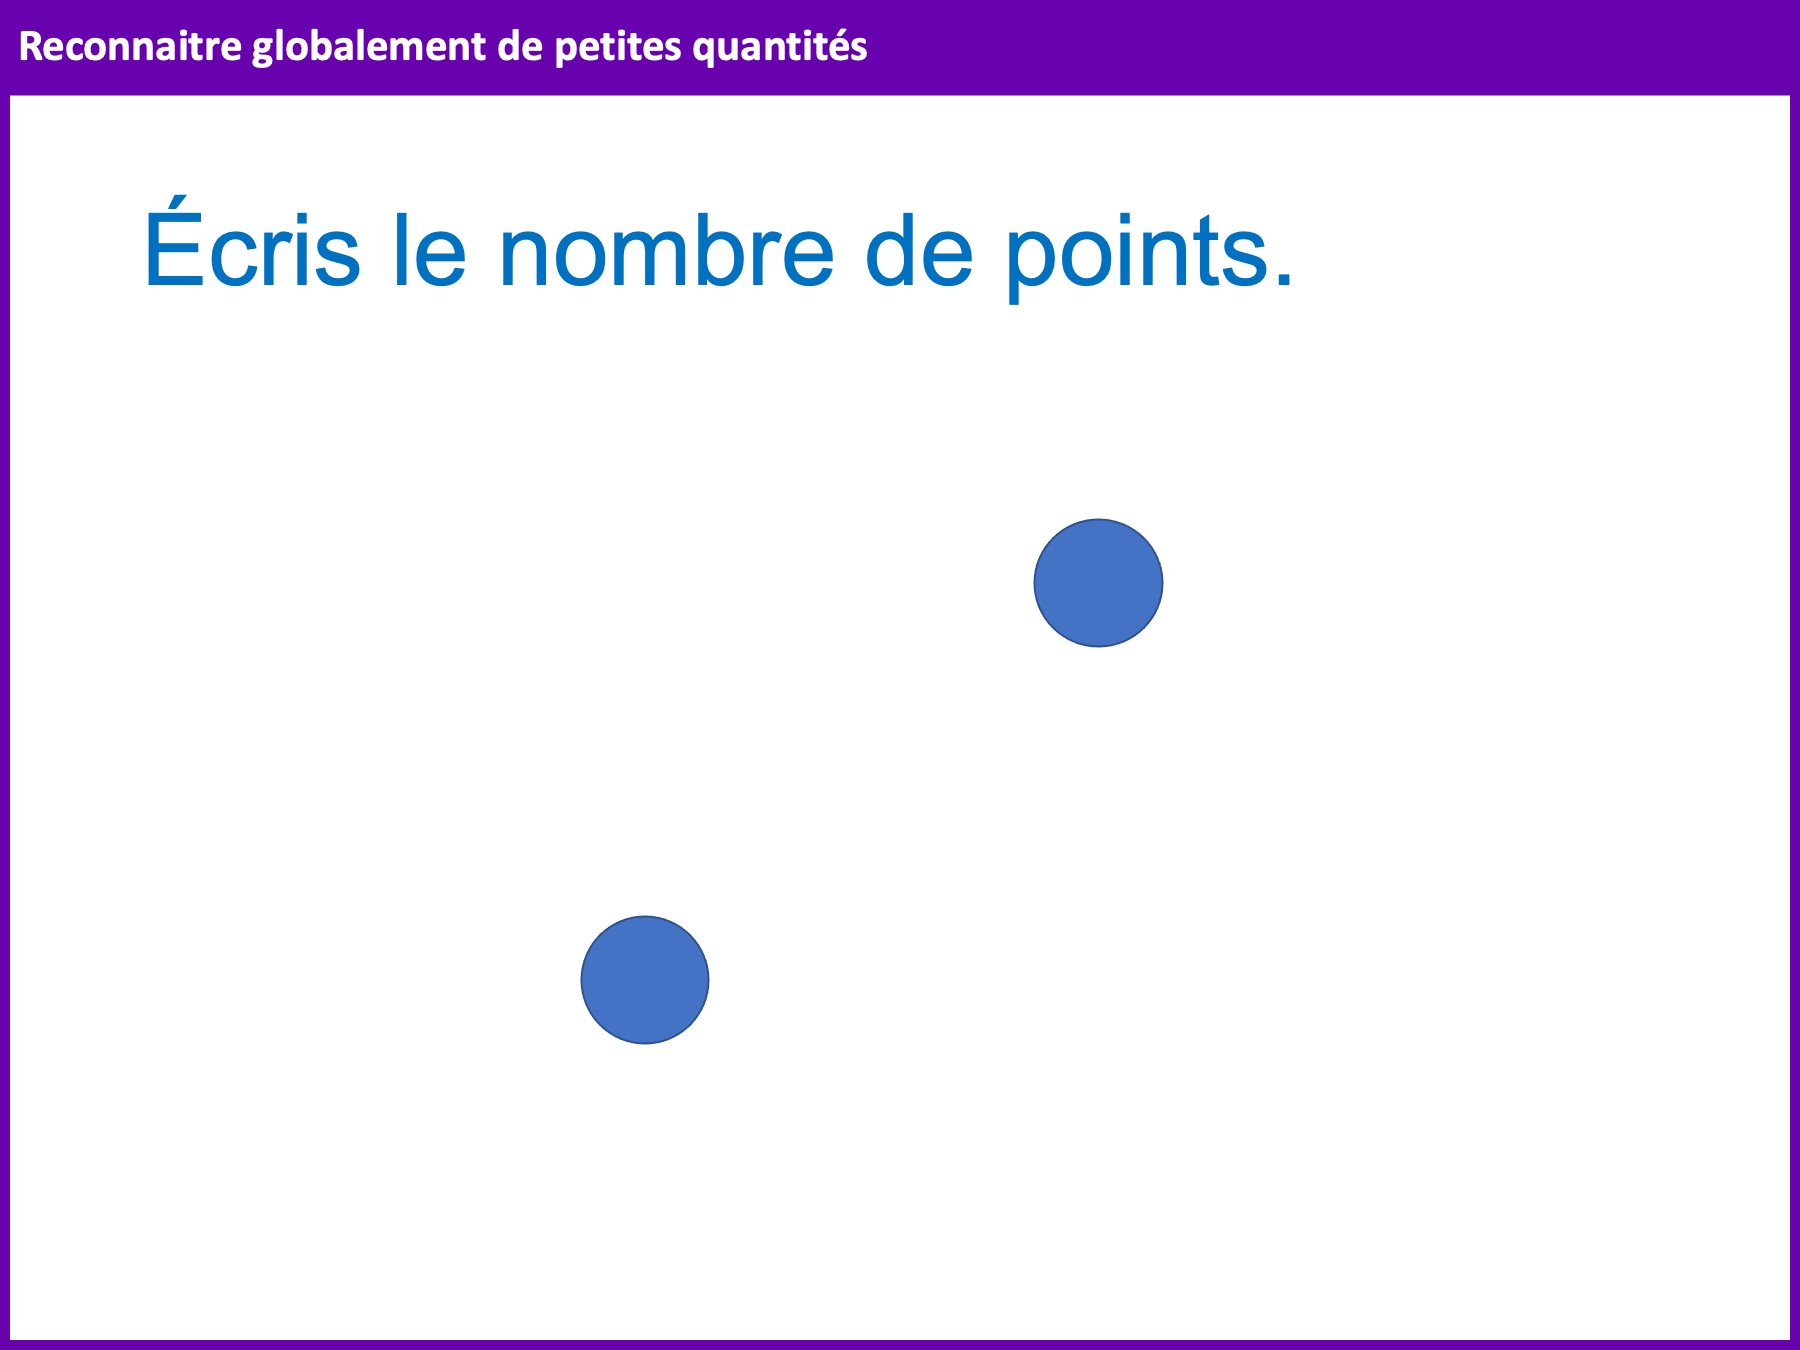 Reconnaitre globalement de petites quantités
Écris le nombre de points.